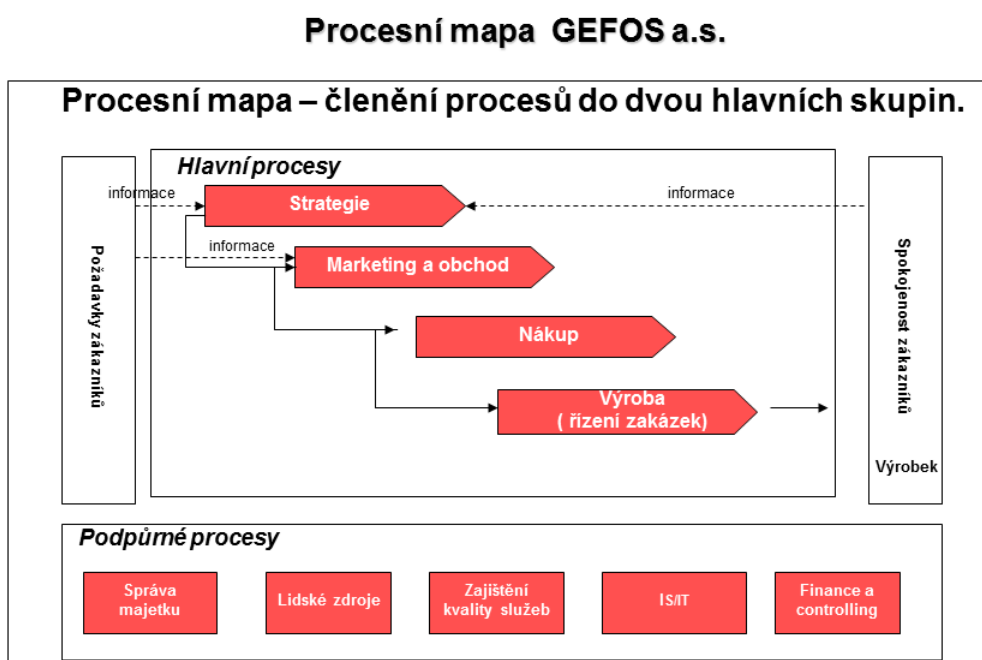 Procesní mapa GEFOS a.s.
Procesní mapa – členění procesů do dvou hlavních skupin.
Hlavní procesy
informace
Strategie
informace
informace
Marketing a obchod
Požadavky zákazníků
Nákup
Spokojenost zákazníků
Výroba
( řízení zakázek)
Výrobek
Podpůrné procesy
Správa
majetku
Lidské zdroje
Zajištění
kvality služeb
IS/IT
Finance a
controlling